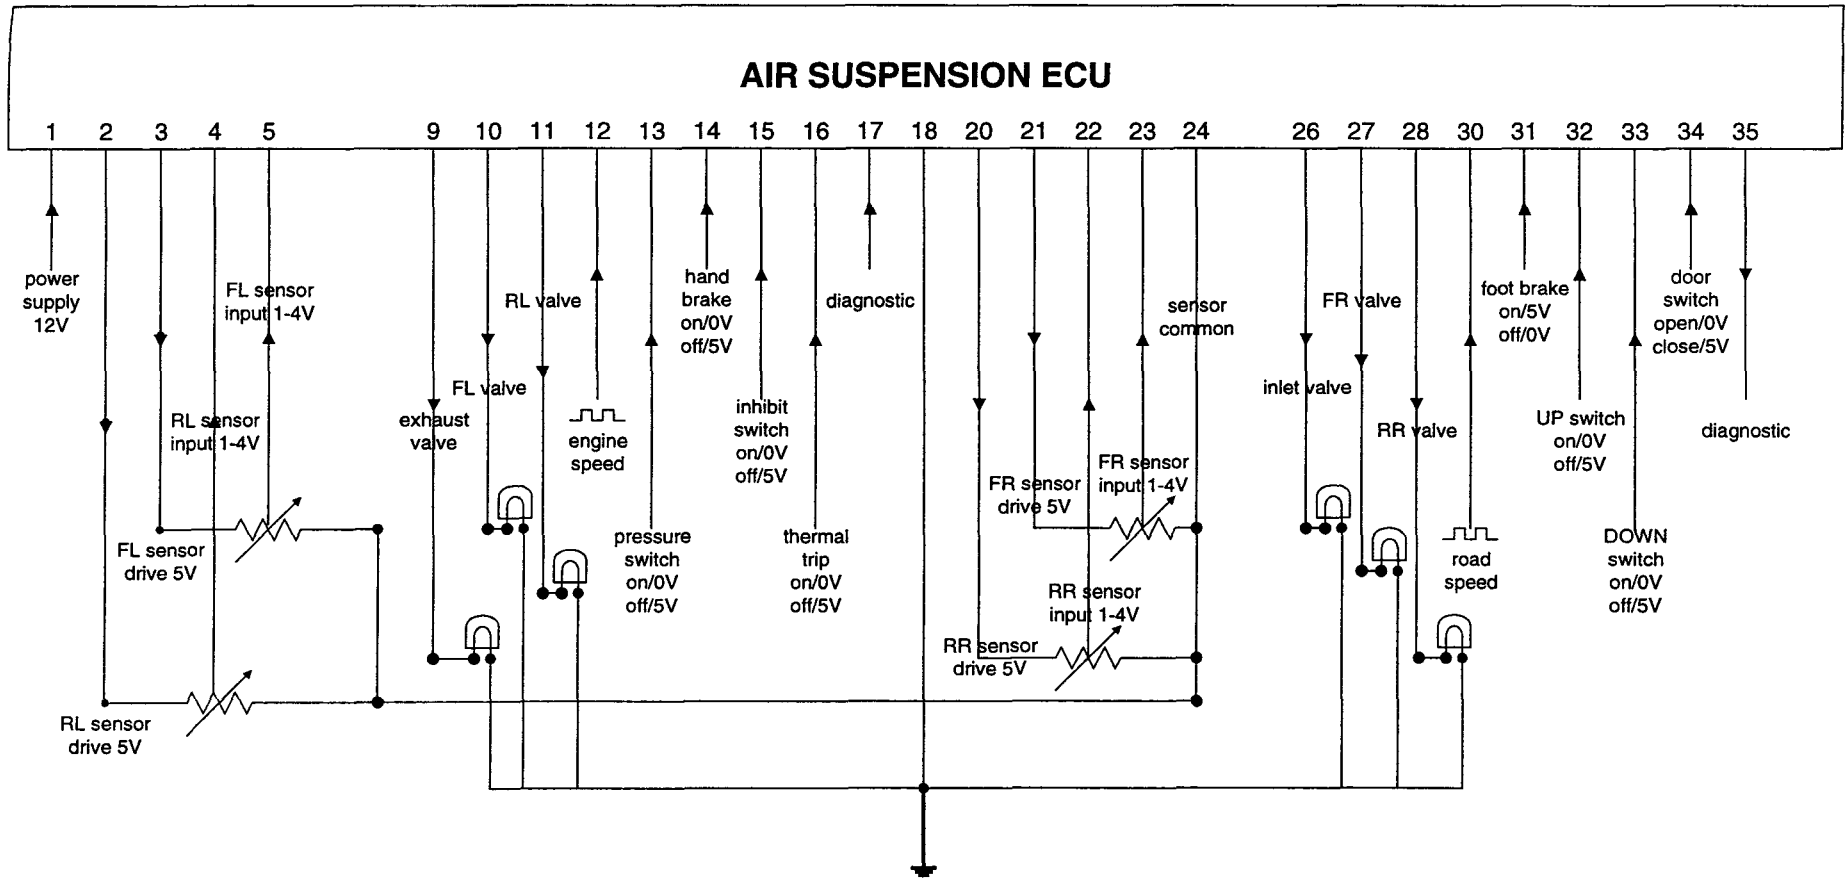 AIR SUSPENSION ECU
1 2 3 4 5 9 10 11 12 13 14 15 16 17 18 20 21 22 23 24 26 27 28 30 31 32 33 34 35
power
supply
12V
FL sensor
input 1-4V
RL sensor
input 1-4V
FL sensor
drive 5V
RL sensor
drive 5V
exhaust
valve
FL valve
RL valve
engine
speed
pressure
switch
on/0V
off/5V
hand
brake
on/0V
off/5V
inhibit
switch
on/0V
off/5V
thermal
trip
on/0V
off/5V
diagnostic
FR sensor
drive 5V
RR sensor
drive 5V
FR sensor
input 1-4V
RR sensor
input 1-4V
sensor
common
inlet valve
FR valve
RR valve
road
speed
foot brake
on/5V
off/0V
UP switch
on/0V
off/5V
DOWN
switch
on/0V
off/5V
door
switch
open/0V
close/5V
diagnostic